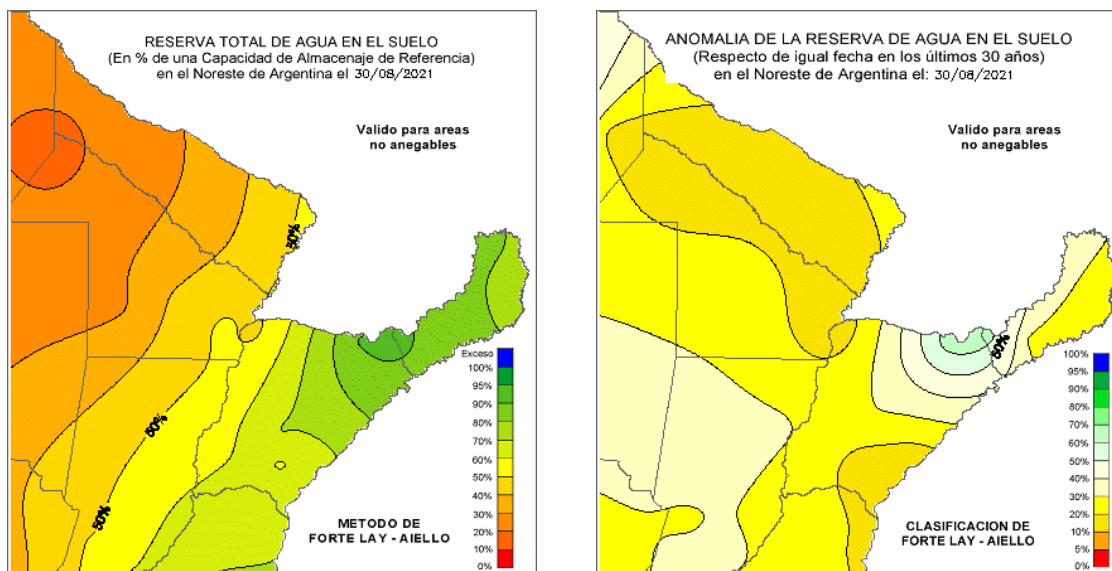 RESERVA TOTAL DE AGUA EN EL SUELO
(En % de una Capacidad de Almacenaje de Referencia)
en el Noreste de Argentina el 30/08/2021
Valido para areas
no anegables
50%
50%
50%
Exceso
100%
95%
90%
80%
70%
60%
50%
40%
30%
20%
10%
0%
METODO DE
FORTE LAY - AIELLO
ANOMALIA DE LA RESERVA DE AGUA EN EL SUELO
(Respecto de igual fecha en los últimos 30 años)
en el Noreste de Argentina el: 30/08/2021
Valido para areas
no anegables
50%
100%
95%
90%
80%
70%
60%
50%
40%
30%
20%
10%
5%
0%
CLASIFICACION DE
FORTE LAY - AIELLO